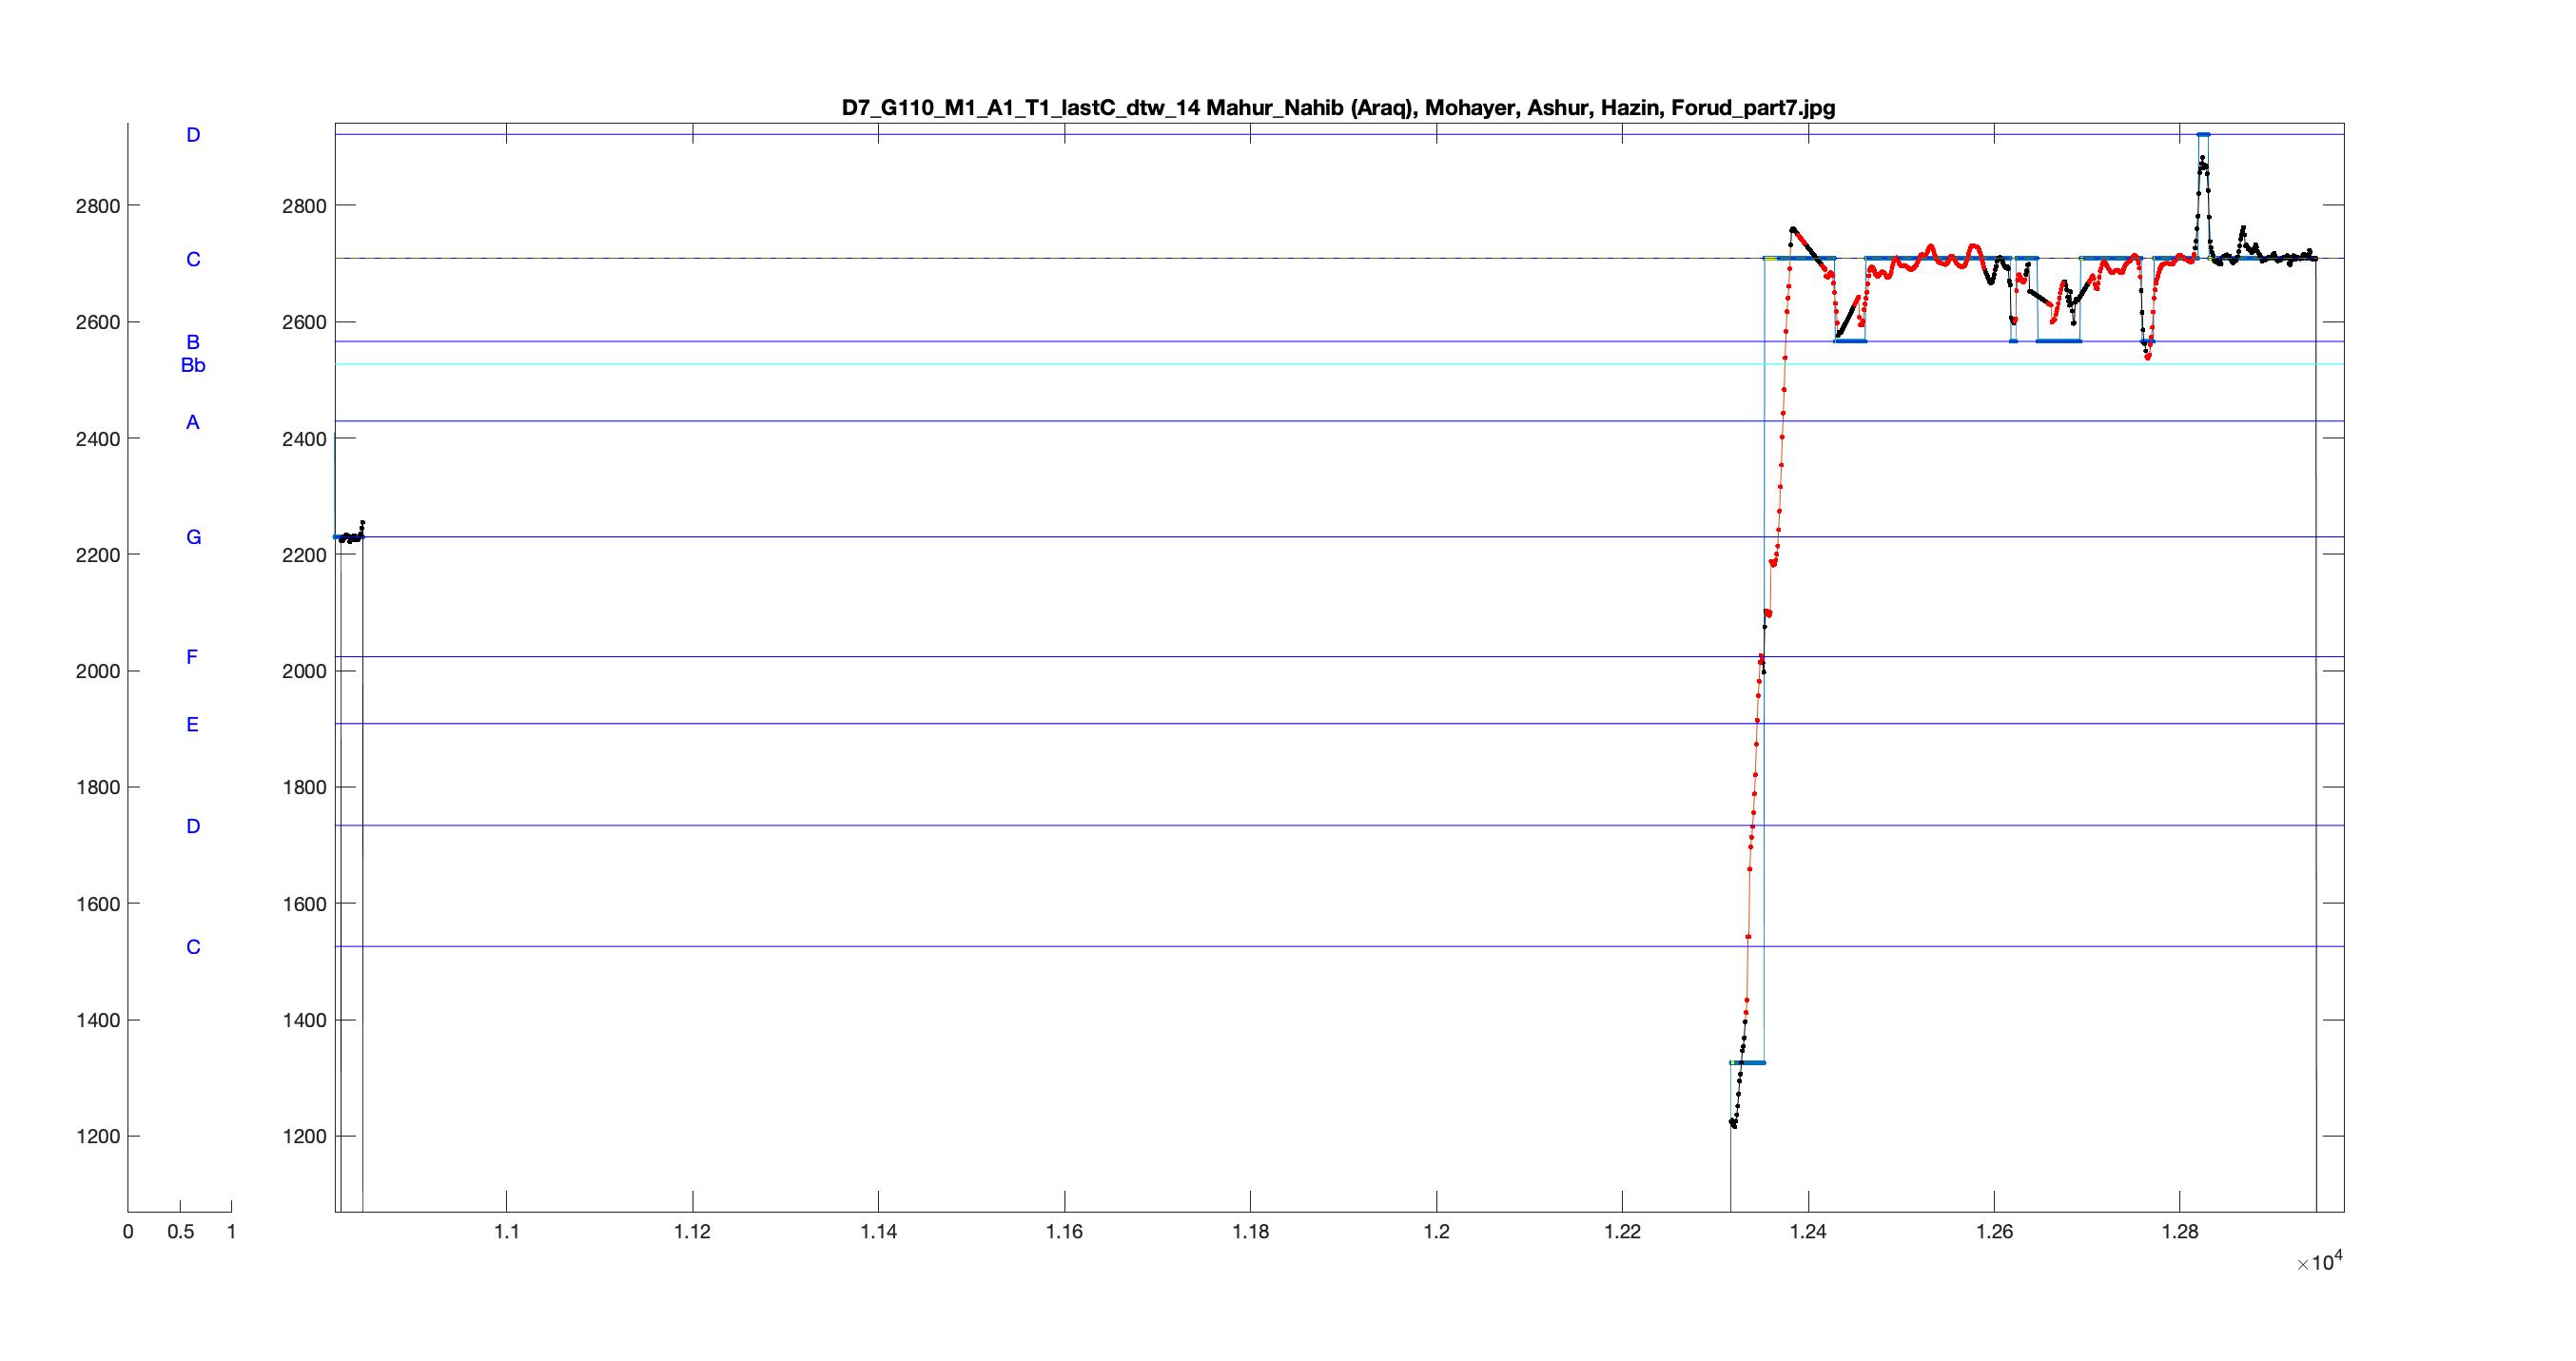 D7_G110_M1_A1_T1_lastC_dtw_14 Mahur_Nahib (Araq), Mohayer, Ashur, Hazin, Forud_part7.jpg
D
2800 2800
C
2600 2600
B
Bb
A
2400 2400
G
2200 2200
F
2000 2000
E
1800 1800
D
1600 1600
C
1400 1400
1200 1200
0 0.5 1 1.1 1.12 1.14 1.16 1.18 1.2 1.22 1.24 1.26 1.28
×10⁴